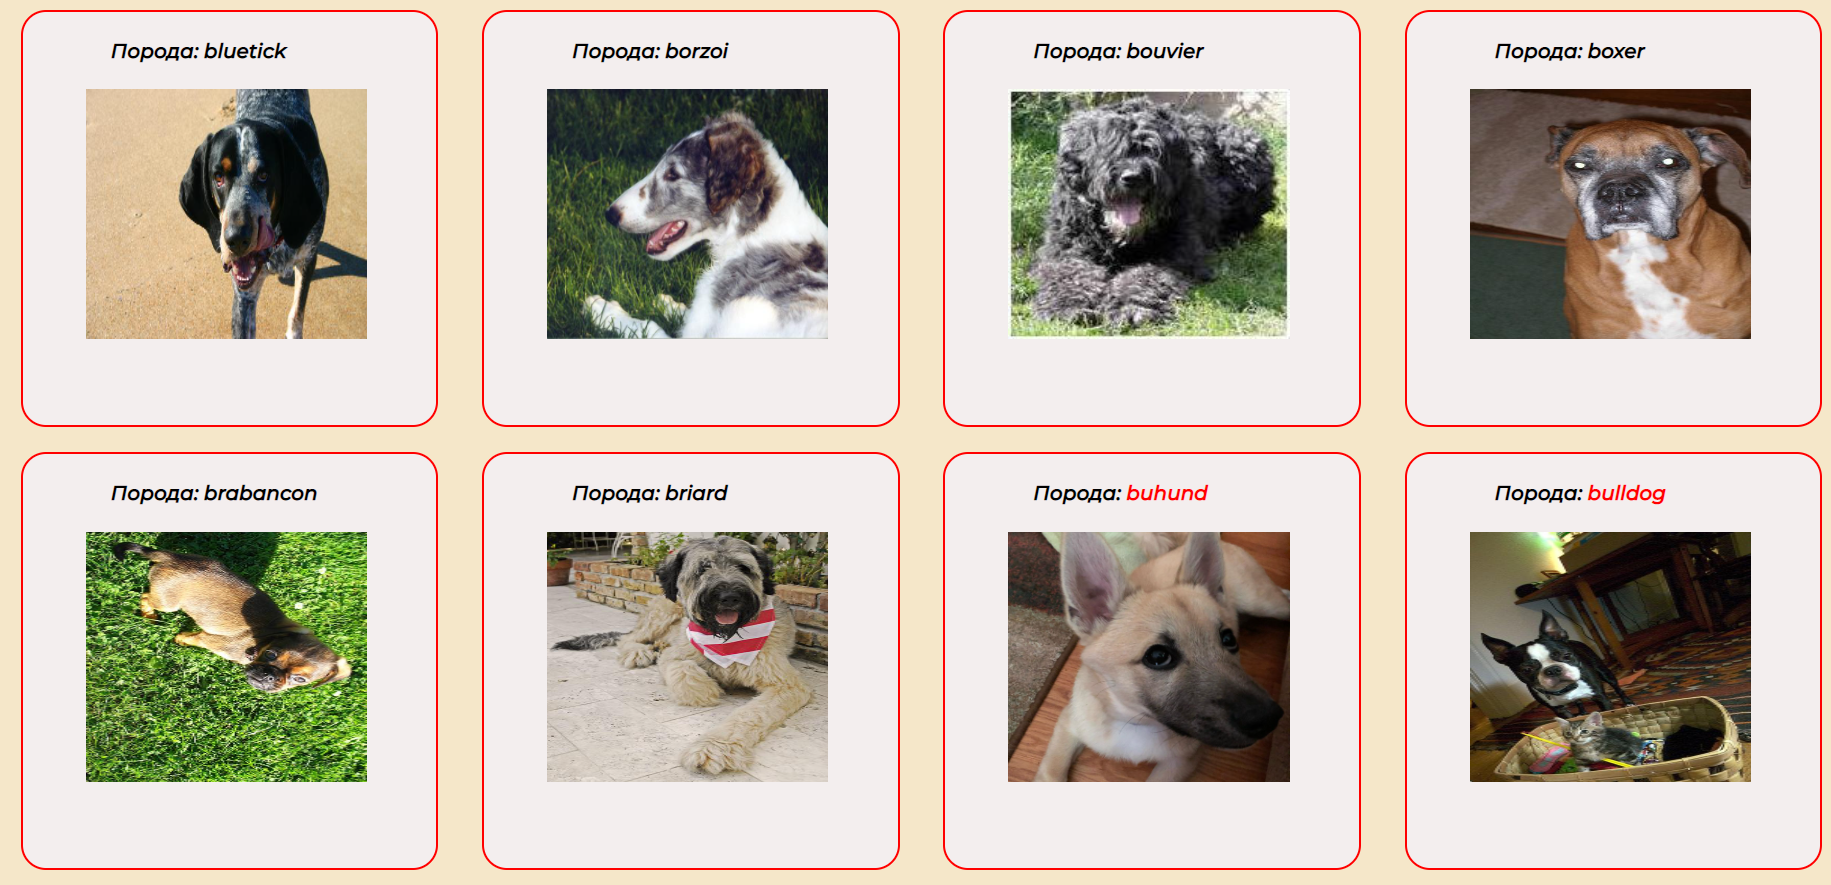 Порода: bluetick
Порода: borzoi
Порода: bouvier
Порода: boxer
Порода: brabancon
Порода: briard
Порода: buhund
Порода: bulldog